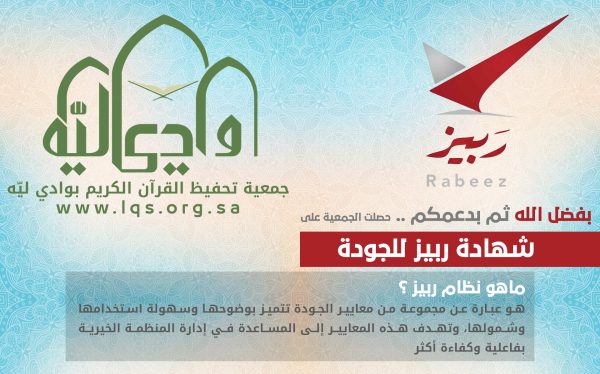 وادي ليّه
جمعية تحفيظ القرآن الكريم بوادي ليّه
www.lqs.org.sa
رَبيز
Rabeez
بفضل الله ثم بدعمكم .. حصلت الجمعية على
شهادة ربيز للجودة
ماهو نظام ربيز ؟
هو عبارة عن مجموعة من معايير الجودة تتميز بوضوحها وسهولة استخدامها
وشمولها، وتهدف هذه المعايير إلى المساعدة في إدارة المنظمة الخيرية
بفاعلية وكفاءة أكثر